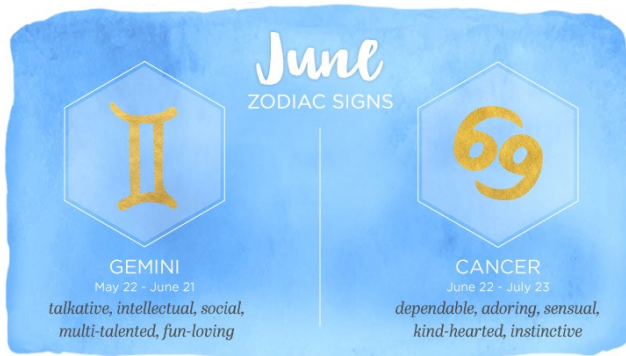 June
ZODIAC SIGNS
GEMINI
May 22 - June 21
talkative, intellectual, social,
multi-talented, fun-loving
CANCER
June 22 - July 23
dependable, adoring, sensual,
kind-hearted, instinctive